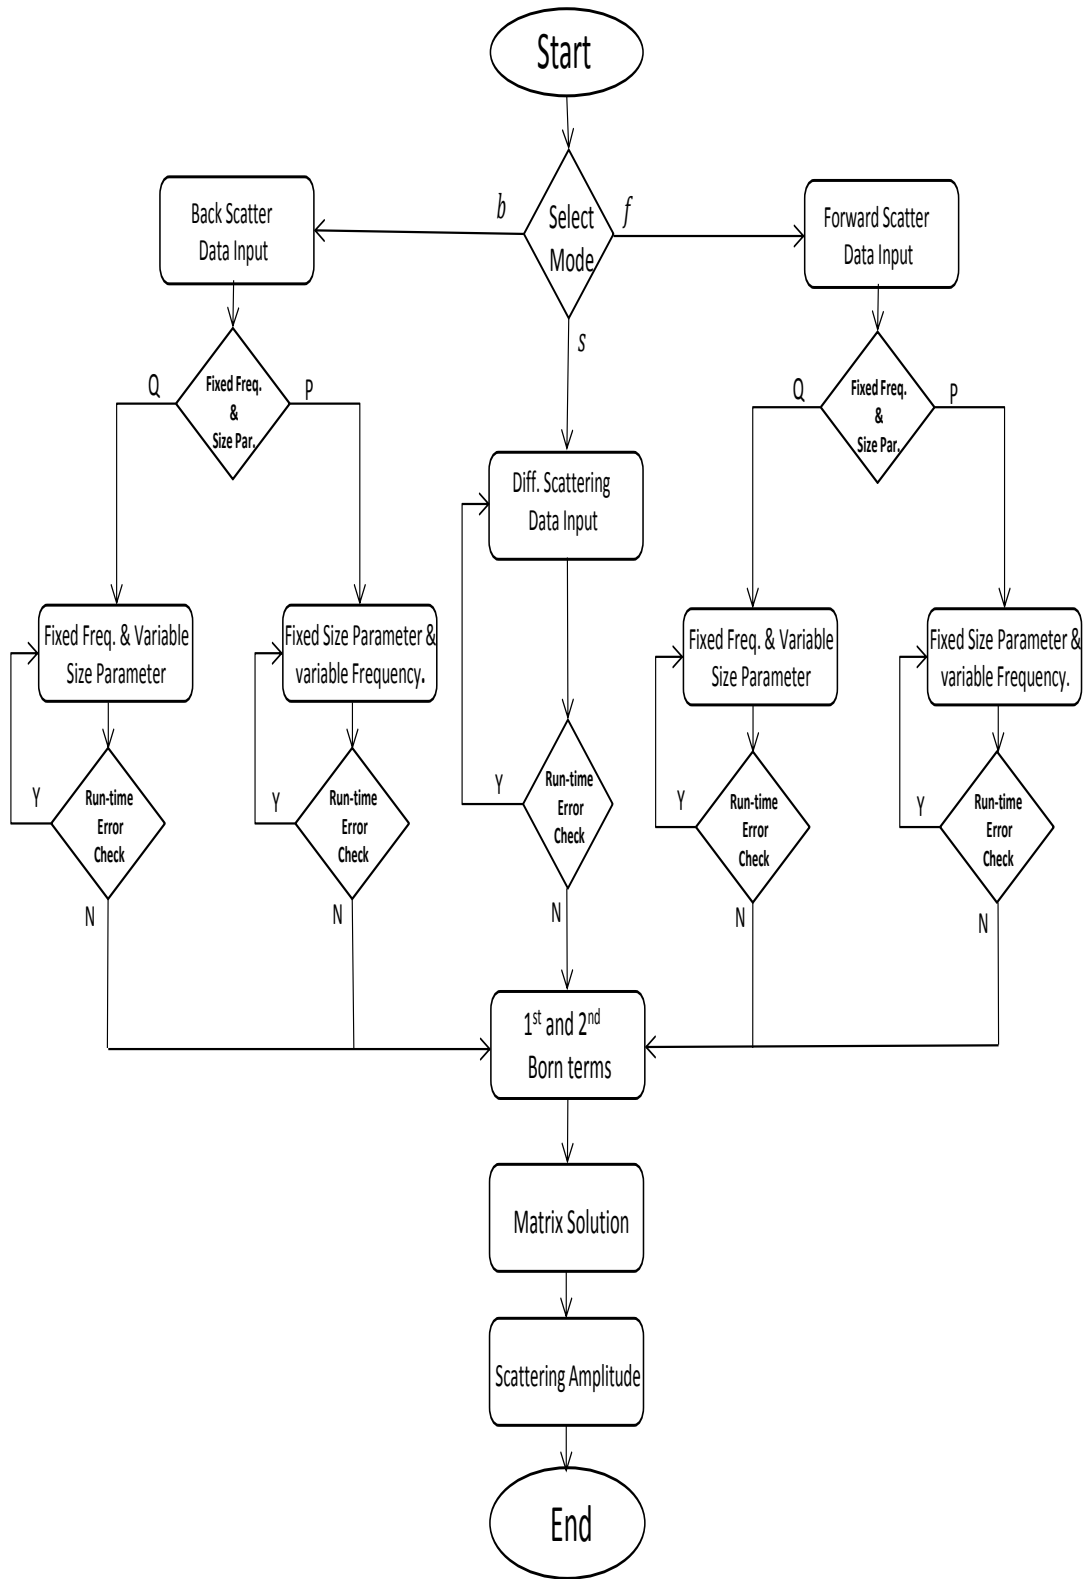 Start
Select
Mode
b
f
s
Back Scatter
Data Input
Forward Scatter
Data Input
Q
Fixed Freq.
&
Size Par.
P
Q
Fixed Freq.
&
Size Par.
P
Diff. Scattering
Data Input
Fixed Freq. & Variable
Size Parameter
Fixed Size Parameter &
variable Frequency.
Fixed Freq. & Variable
Size Parameter
Fixed Size Parameter &
variable Frequency.
Y
Run-time
Error
Check
N
Y
Run-time
Error
Check
N
Y
Run-time
Error
Check
N
Y
Run-time
Error
Check
N
Y
Run-time
Error
Check
N
1st and 2nd
Born terms
Matrix Solution
Scattering Amplitude
End